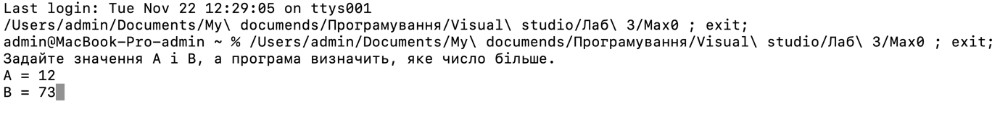 Last login: Tue Nov 22 12:29:05 on ttys001
/Users/admin/Documents/My\ documends/Програмування/Visual\ studio/Лаб\ 3/Max0 ; exit;
admin@MacBook-Pro-admin ~ % /Users/admin/Documents/My\ documends/Програмування/Visual\ studio/Лаб\ 3/Max0 ; exit;
Задайте значення А і В, а програма визначить, яке число більше.
A = 12
B = 73